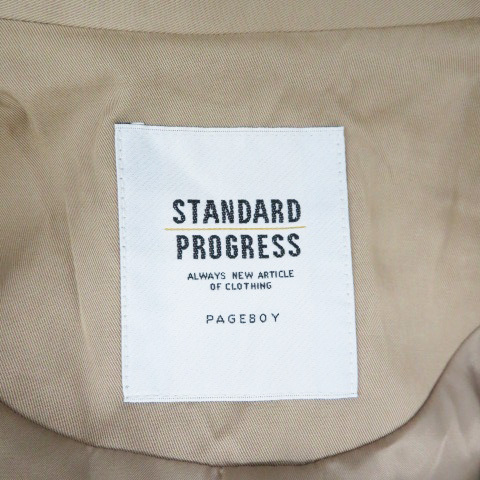 STANDARD
PROGRESS
ALWAYS NEW ARTICLE
OF CLOTHING
PAGEBOY